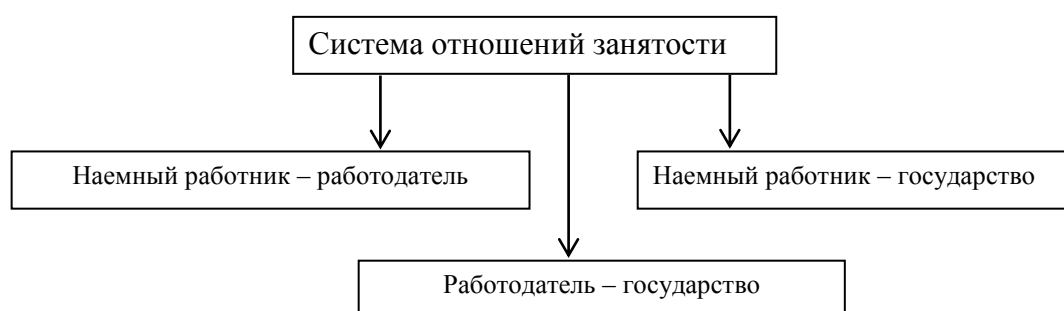 Система отношений занятости
Наемный работник – работодатель
Наемный работник – государство
Работодатель – государство